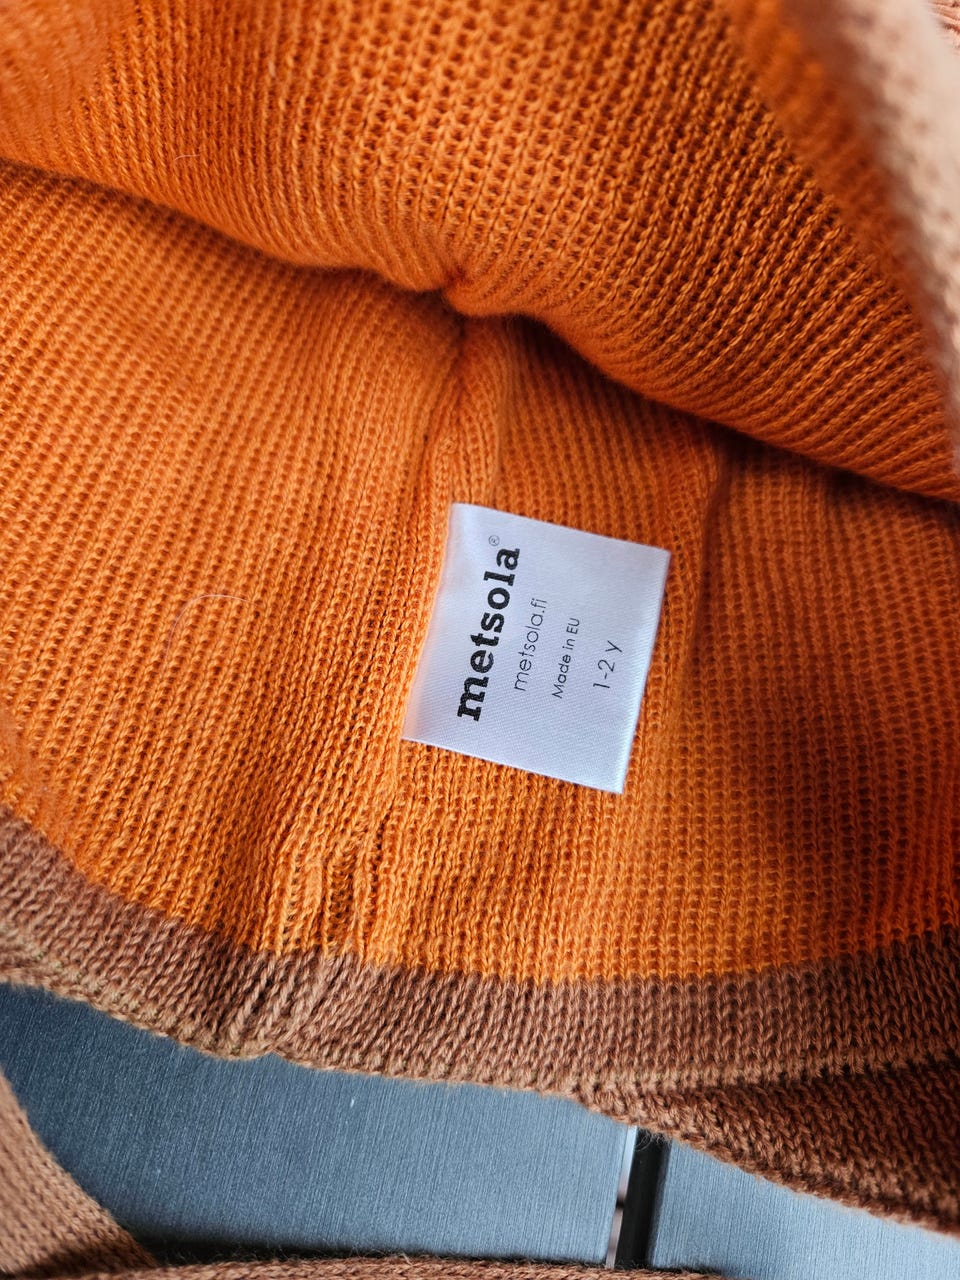 metsola®
metsola.fi
Made in EU
1-2 y